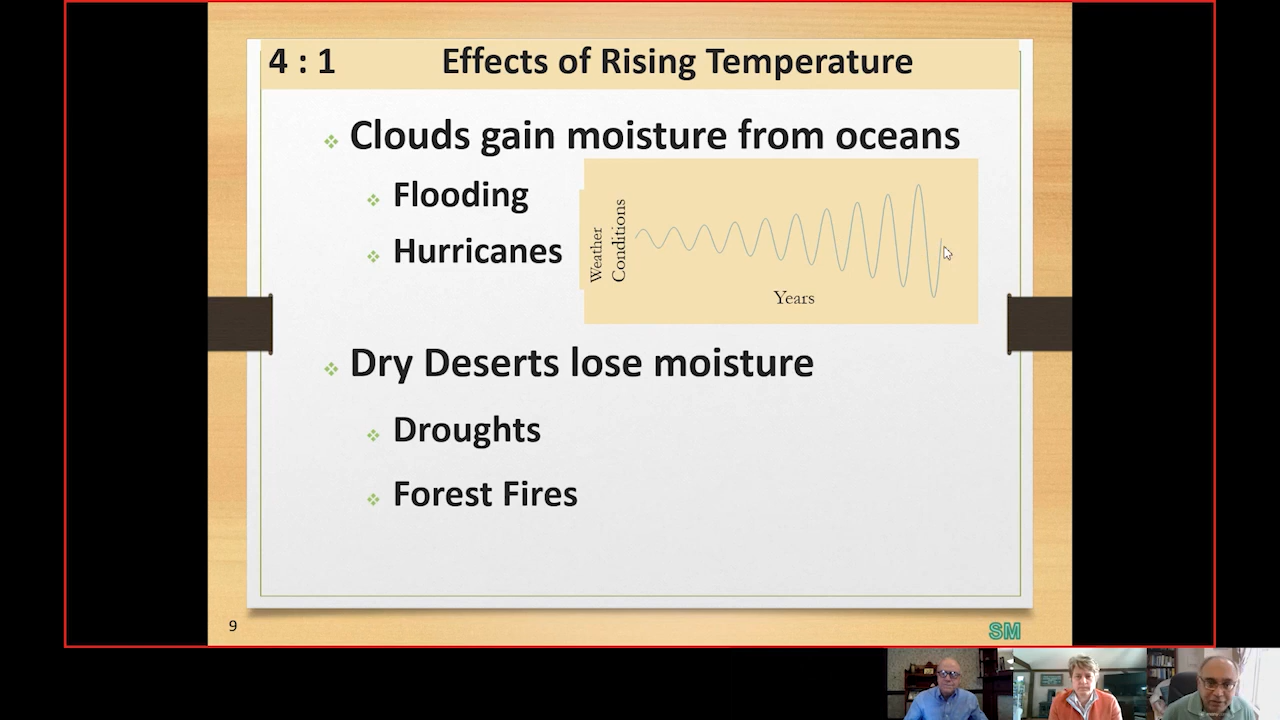 4 : 1 Effects of Rising Temperature
Clouds gain moisture from oceans
Flooding
Hurricanes
Weather
Conditions
Years
Dry Deserts lose moisture
Droughts
Forest Fires
9
SM